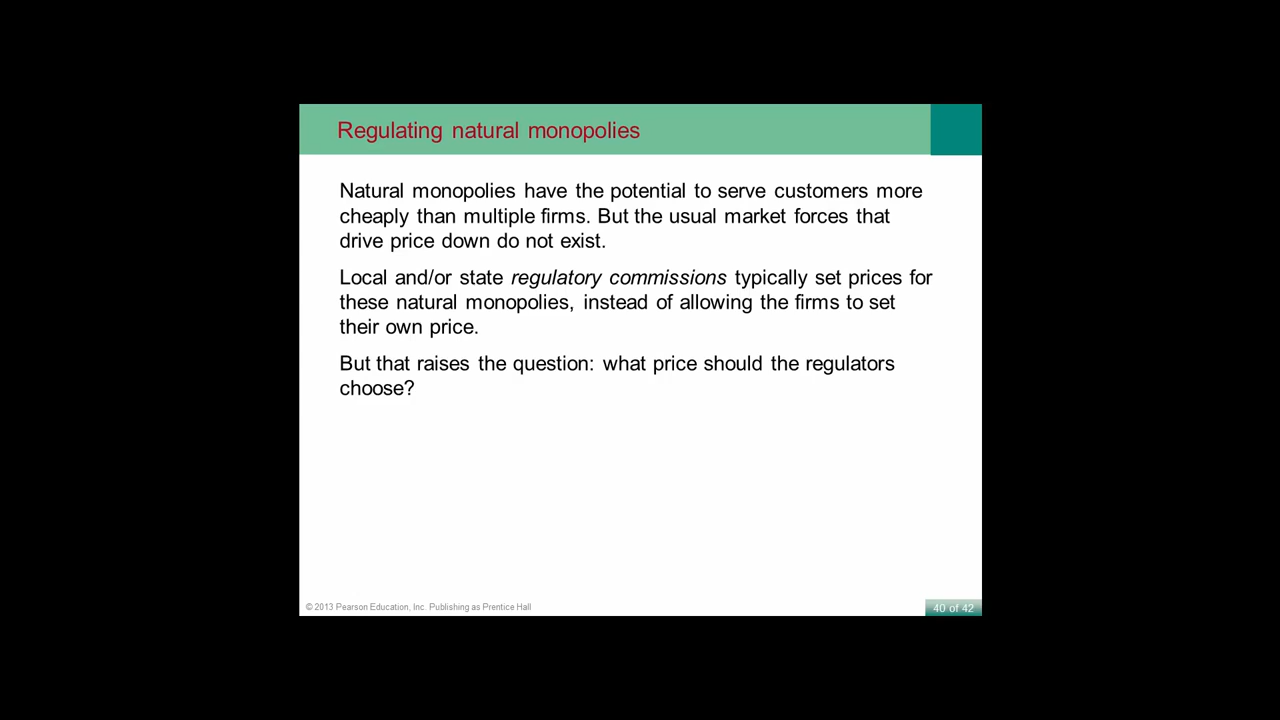 Regulating natural monopolies
Natural monopolies have the potential to serve customers more
cheaply than multiple firms. But the usual market forces that
drive price down do not exist.
Local and/or state regulatory commissions typically set prices for
these natural monopolies, instead of allowing the firms to set
their own price.
But that raises the question: what price should the regulators
choose?
© 2013 Pearson Education, Inc. Publishing as Prentice Hall
40 of 42